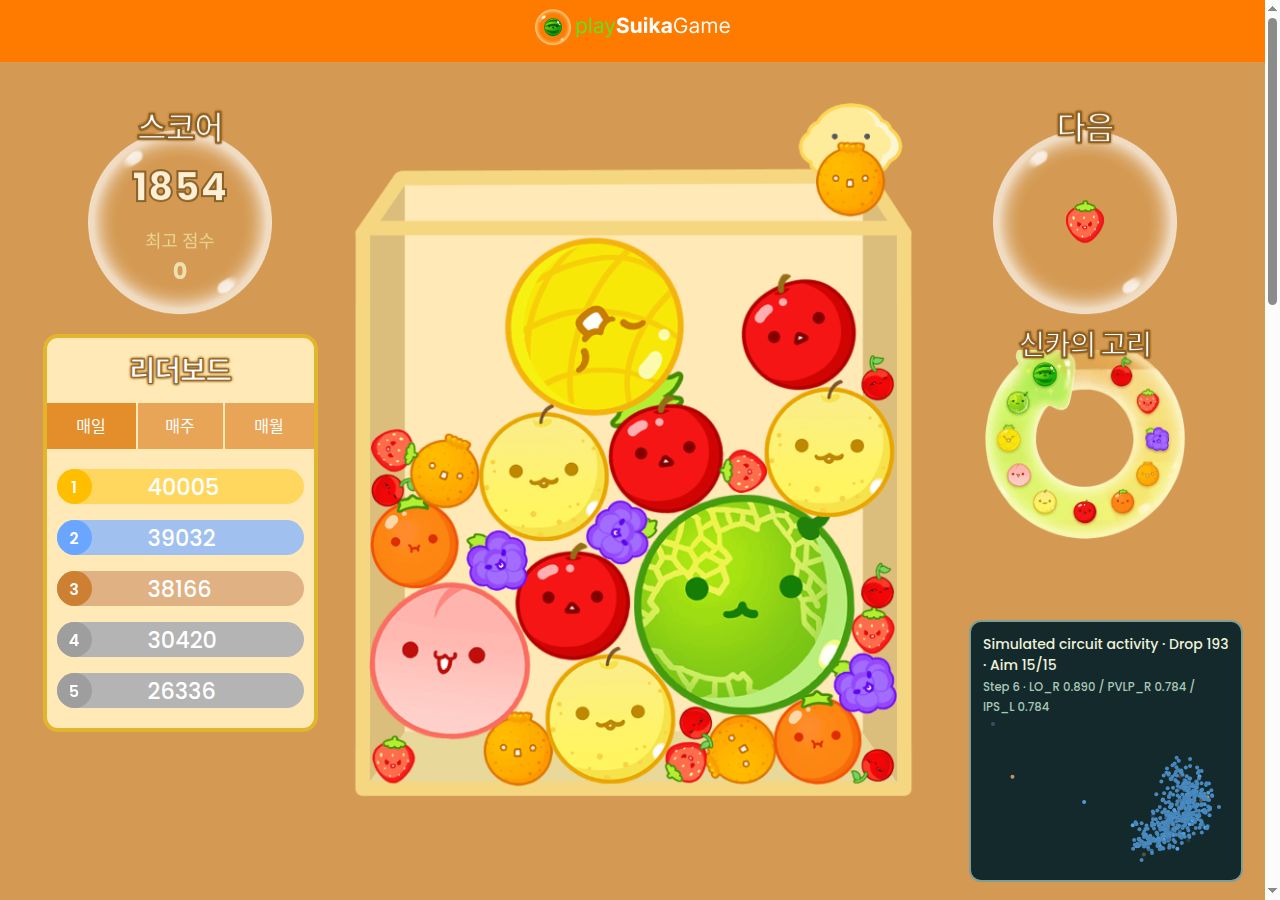 playSuikaGame
스코어
1854
최고 점수
0
다음
신카의 고리
리더보드
매일 매주 매월
1 40005
2 39032
3 38166
4 30420
5 26336
Simulated circuit activity · Drop 193
· Aim 15/15
Step 6 · LO_R 0.890 / PVLP_R 0.784 /
IPS_L 0.784